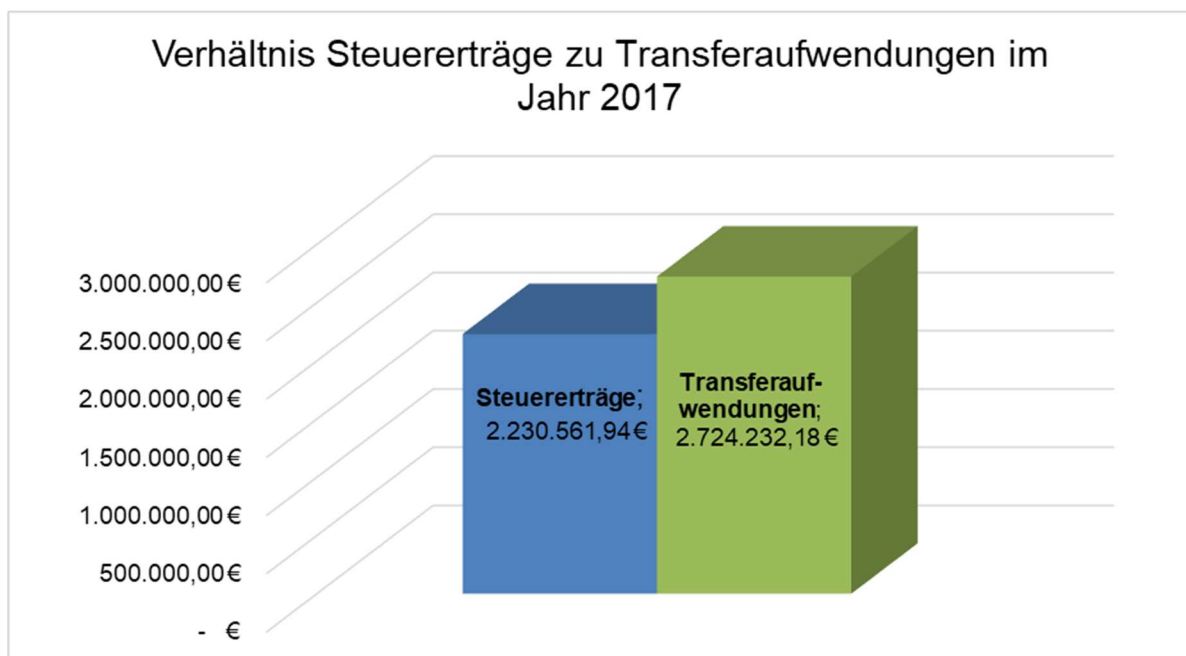 Verhältnis Steuererträge zu Transferaufwendungen im
Jahr 2017
3.000.000,00 €
2.500.000,00 €
2.000.000,00 €
1.500.000,00 €
1.000.000,00 €
500.000,00 €
- €
Steuererträge;
2.230.561,94 €
Transferauf-
wendungen;
2.724.232,18 €